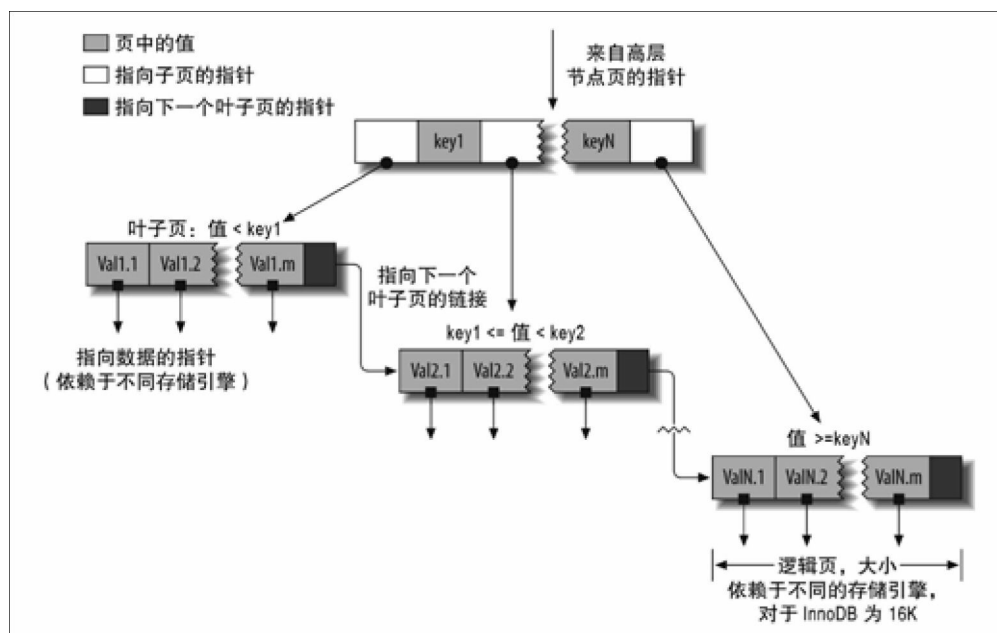 页中的值
指向子页的指针
指向下一个叶子页的指针
来自高层
节点页的指针
key1
keyN
叶子页：值 < key1
Val1.1
Val1.2
Val1.m
指向下一个
叶子页的链接
指向数据的指针
（依赖于不同存储引擎）
key1 <= 值 < key2
Val2.1
Val2.2
Val2.m
值 >=keyN
ValN.1
ValN.2
ValN.m
逻辑页，大小
依赖于不同的存储引擎，
对于 InnoDB 为 16K